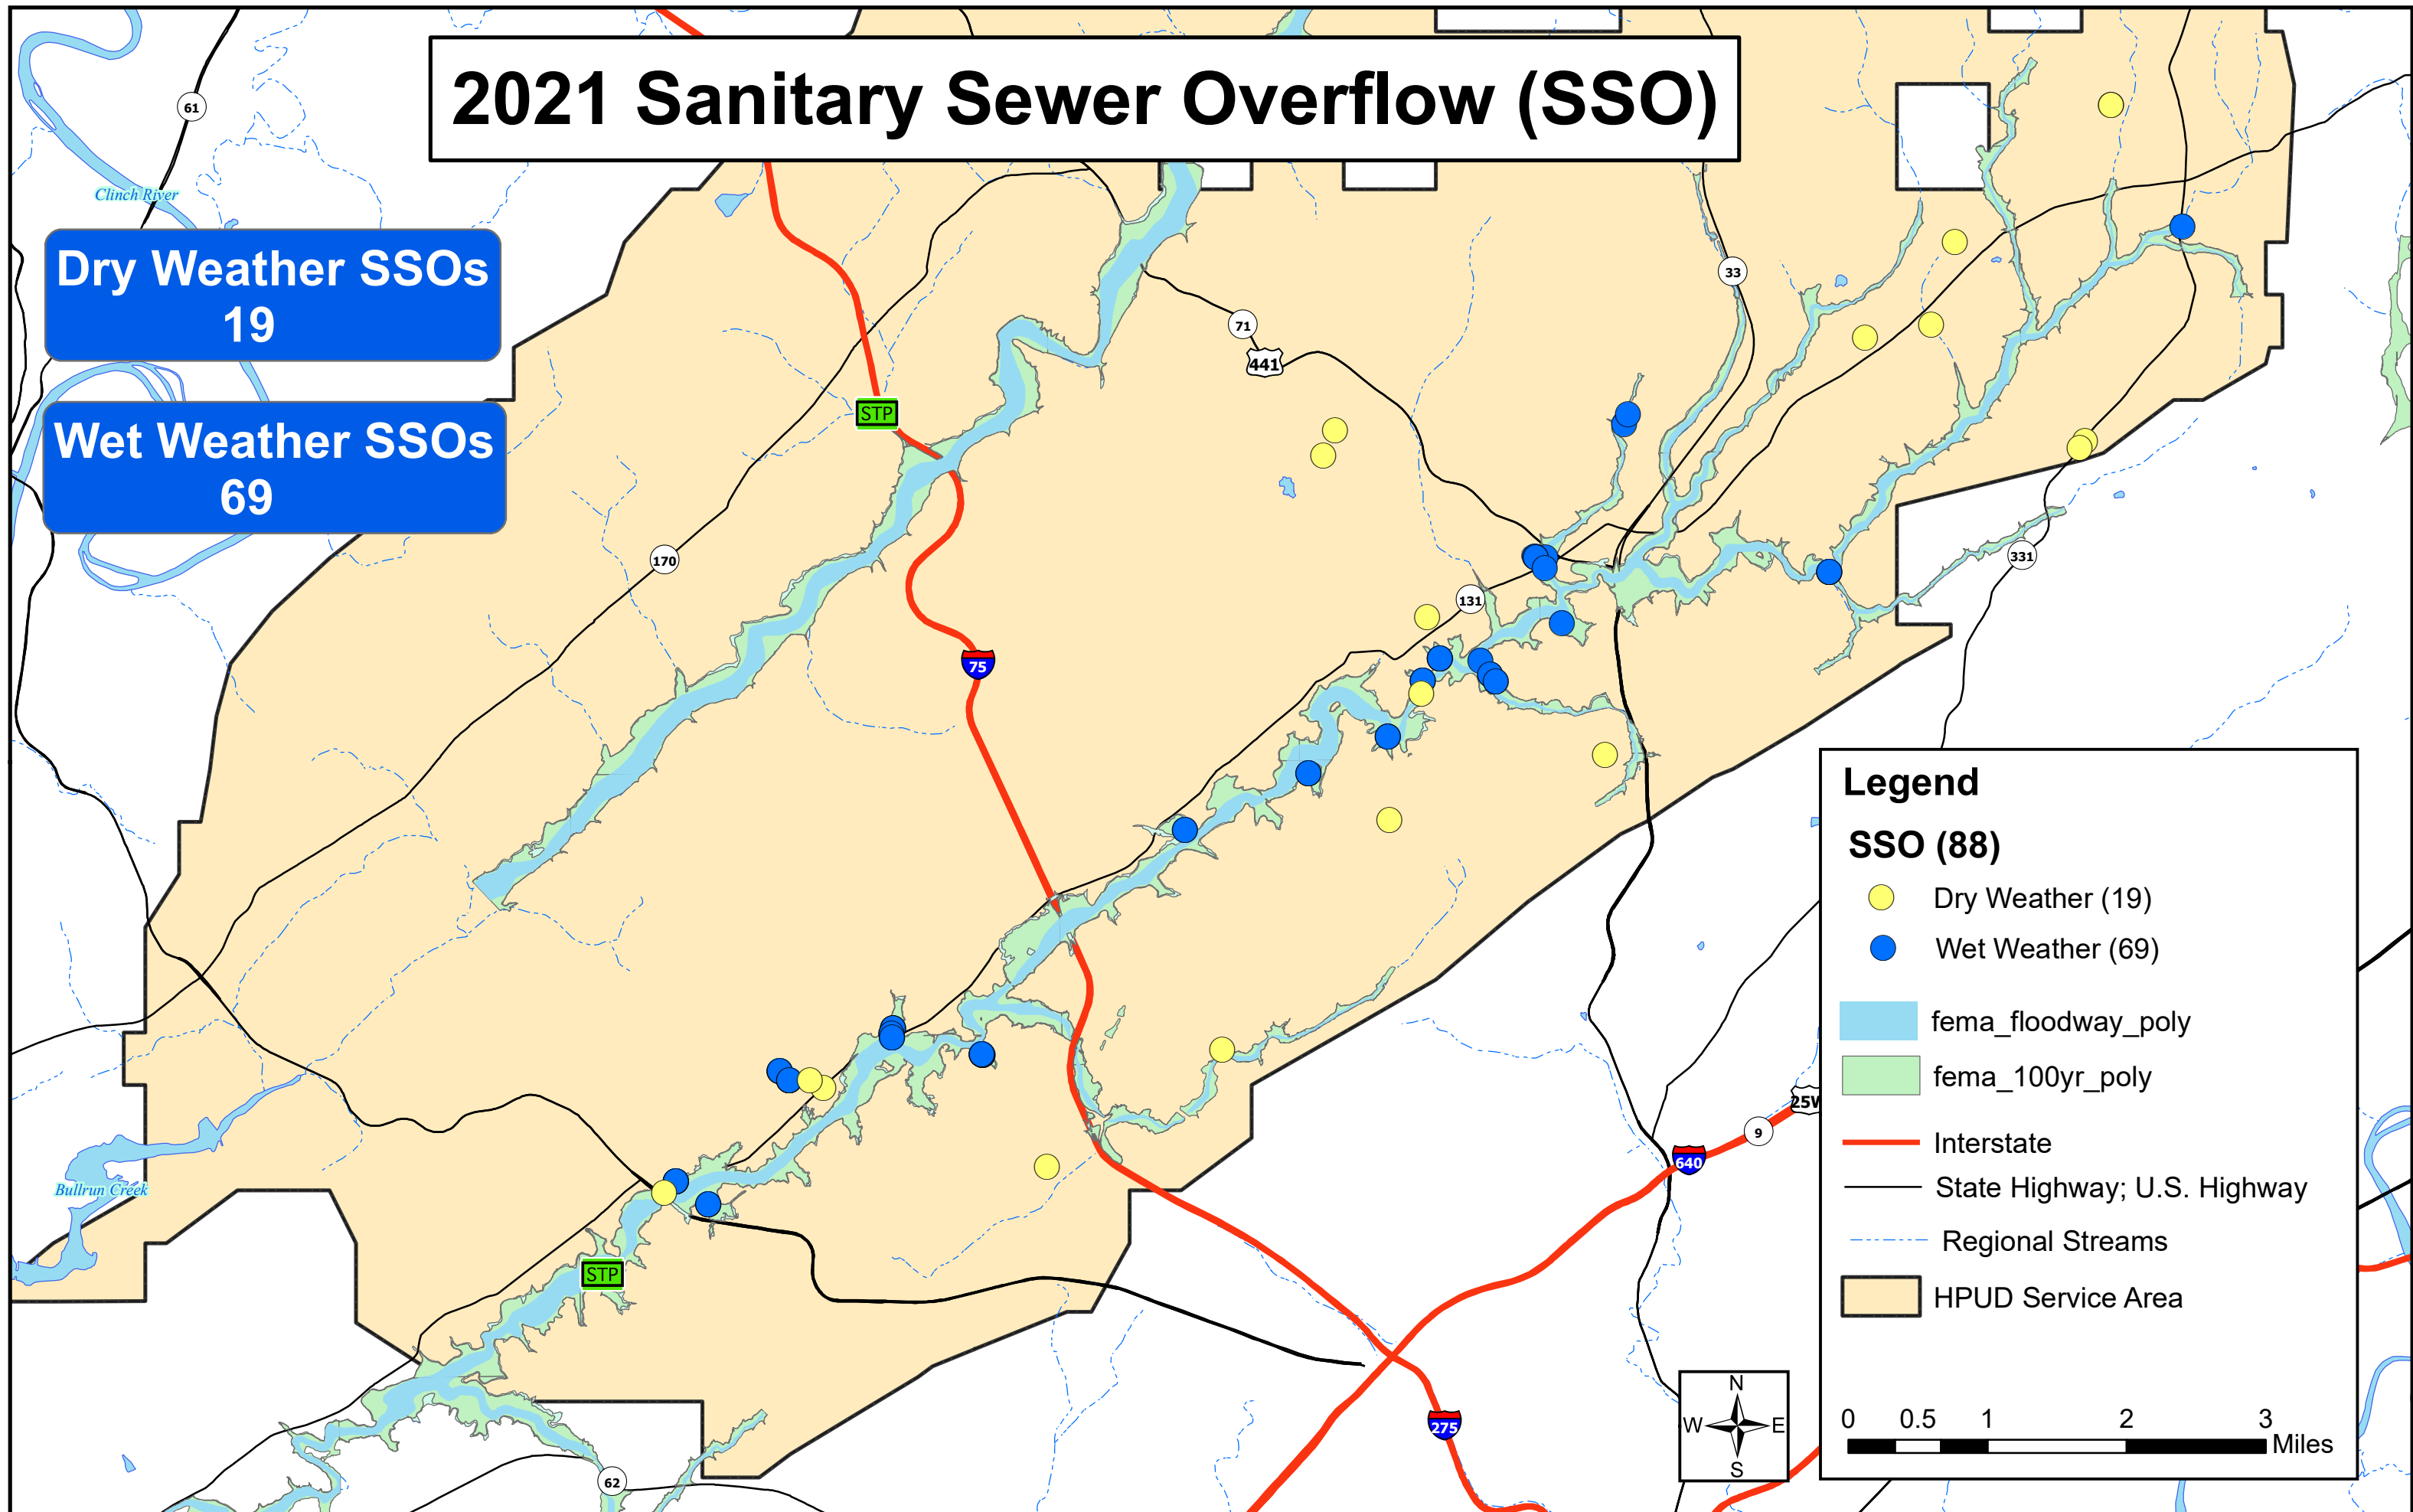 2021 Sanitary Sewer Overflow (SSO)
61
Clinch River
Dry Weather SSOs
19
33
71
441
STP
Wet Weather SSOs
69
170
331
131
75
Legend
SSO (88)
Dry Weather (19)
Wet Weather (69)
fema_floodway_poly
fema_100yr_poly
Interstate
State Highway; U.S. Highway
Regional Streams
HPUD Service Area
0 0.5 1 2 3
Miles
25W
9
640
Bullrun Creek
STP
N
W E
S
275
62